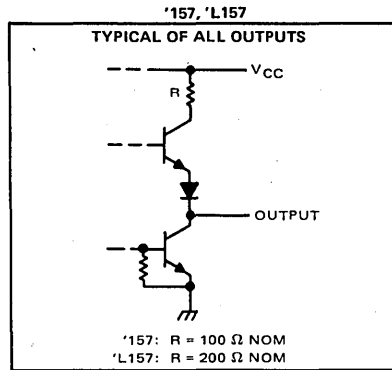 '157, 'L157
TYPICAL OF ALL OUTPUTS
VCC
R
OUTPUT
'157: R = 100 Ω NOM
'L157: R = 200 Ω NOM